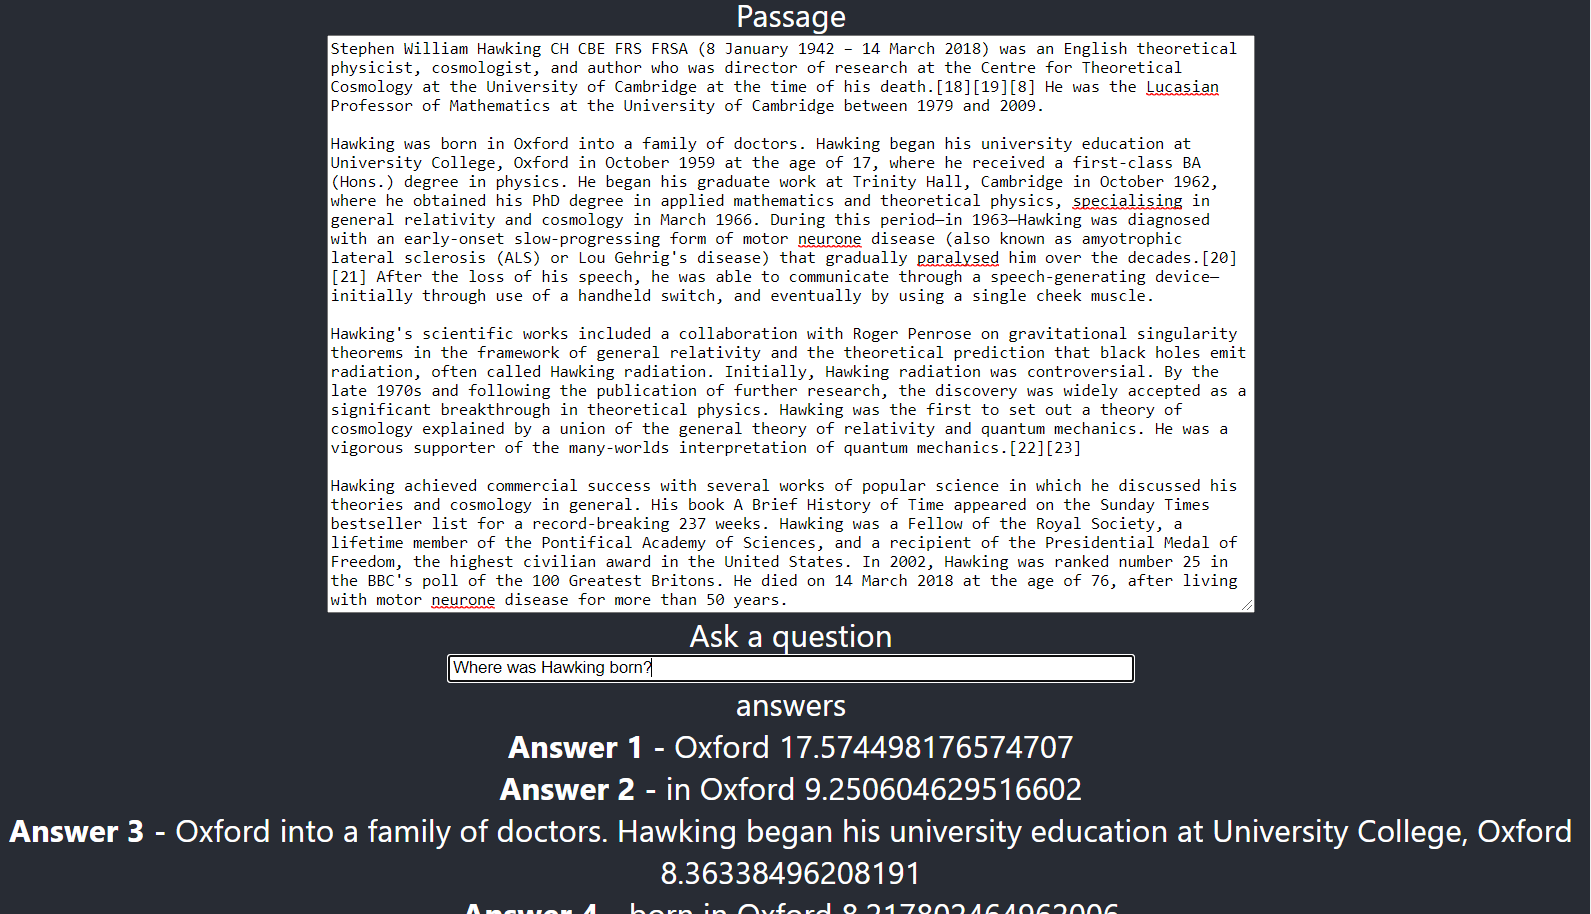 Passage
Stephen William Hawking CH CBE FRS FRSA (8 January 1942 – 14 March 2018) was an English theoretical
physicist, cosmologist, and author who was director of research at the Centre for Theoretical
Cosmology at the University of Cambridge at the time of his death.[18][19][8] He was the Lucasian
Professor of Mathematics at the University of Cambridge between 1979 and 2009.
Hawking was born in Oxford into a family of doctors. Hawking began his university education at
University College, Oxford in October 1959 at the age of 17, where he received a first-class BA
(Hons.) degree in physics. He began his graduate work at Trinity Hall, Cambridge in October 1962,
where he obtained his PhD degree in applied mathematics and theoretical physics, specialising in
general relativity and cosmology in March 1966. During this period—in 1963—Hawking was diagnosed
with an early-onset slow-progressing form of motor neurone disease (also known as amyotrophic
lateral sclerosis (ALS) or Lou Gehrig's disease) that gradually paralysed him over the decades.[20]
[21] After the loss of his speech, he was able to communicate through a speech-generating device—
initially through use of a handheld switch, and eventually by using a single cheek muscle.
Hawking's scientific works included a collaboration with Roger Penrose on gravitational singularity
theorems in the framework of general relativity and the theoretical prediction that black holes emit
radiation, often called Hawking radiation. Initially, Hawking radiation was controversial. By the
late 1970s and following the publication of further research, the discovery was widely accepted as a
significant breakthrough in theoretical physics. Hawking was the first to set out a theory of
cosmology explained by a union of the general theory of relativity and quantum mechanics. He was a
vigorous supporter of the many-worlds interpretation of quantum mechanics.[22][23]
Hawking achieved commercial success with several works of popular science in which he discussed his
theories and cosmology in general. His book A Brief History of Time appeared on the Sunday Times
bestseller list for a record-breaking 237 weeks. Hawking was a Fellow of the Royal Society, a
lifetime member of the Pontifical Academy of Sciences, and a recipient of the Presidential Medal of
Freedom, the highest civilian award in the United States. In 2002, Hawking was ranked number 25 in
the BBC's poll of the 100 Greatest Britons. He died on 14 March 2018 at the age of 76, after living
with motor neurone disease for more than 50 years.
Ask a question
Where was Hawking born?
answers
Answer 1 - Oxford 17.574498176574707
Answer 2 - in Oxford 9.250604629516602
Answer 3 - Oxford into a family of doctors. Hawking began his university education at University College, Oxford
8.36338496208191
Answer 4 - born in Oxford 8.217802464962006